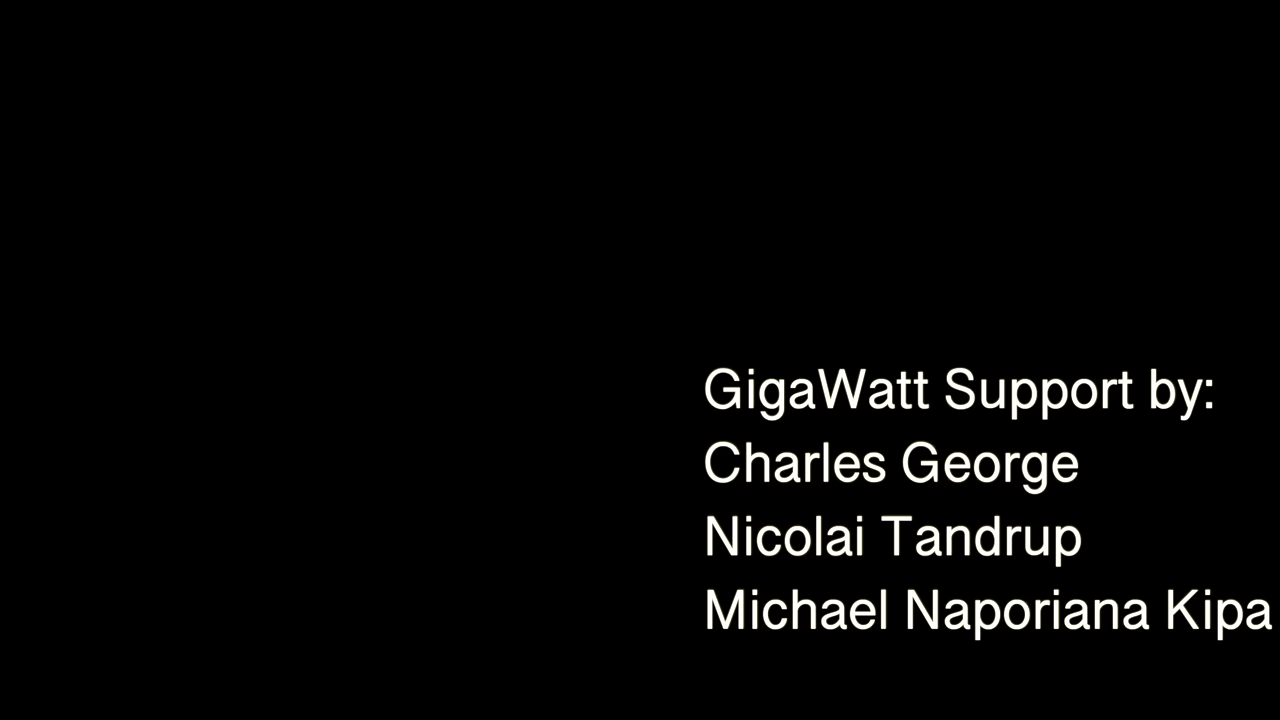 GigaWatt Support by:
Charles George
Nicolai Tandrup
Michael Naporiana Kipa